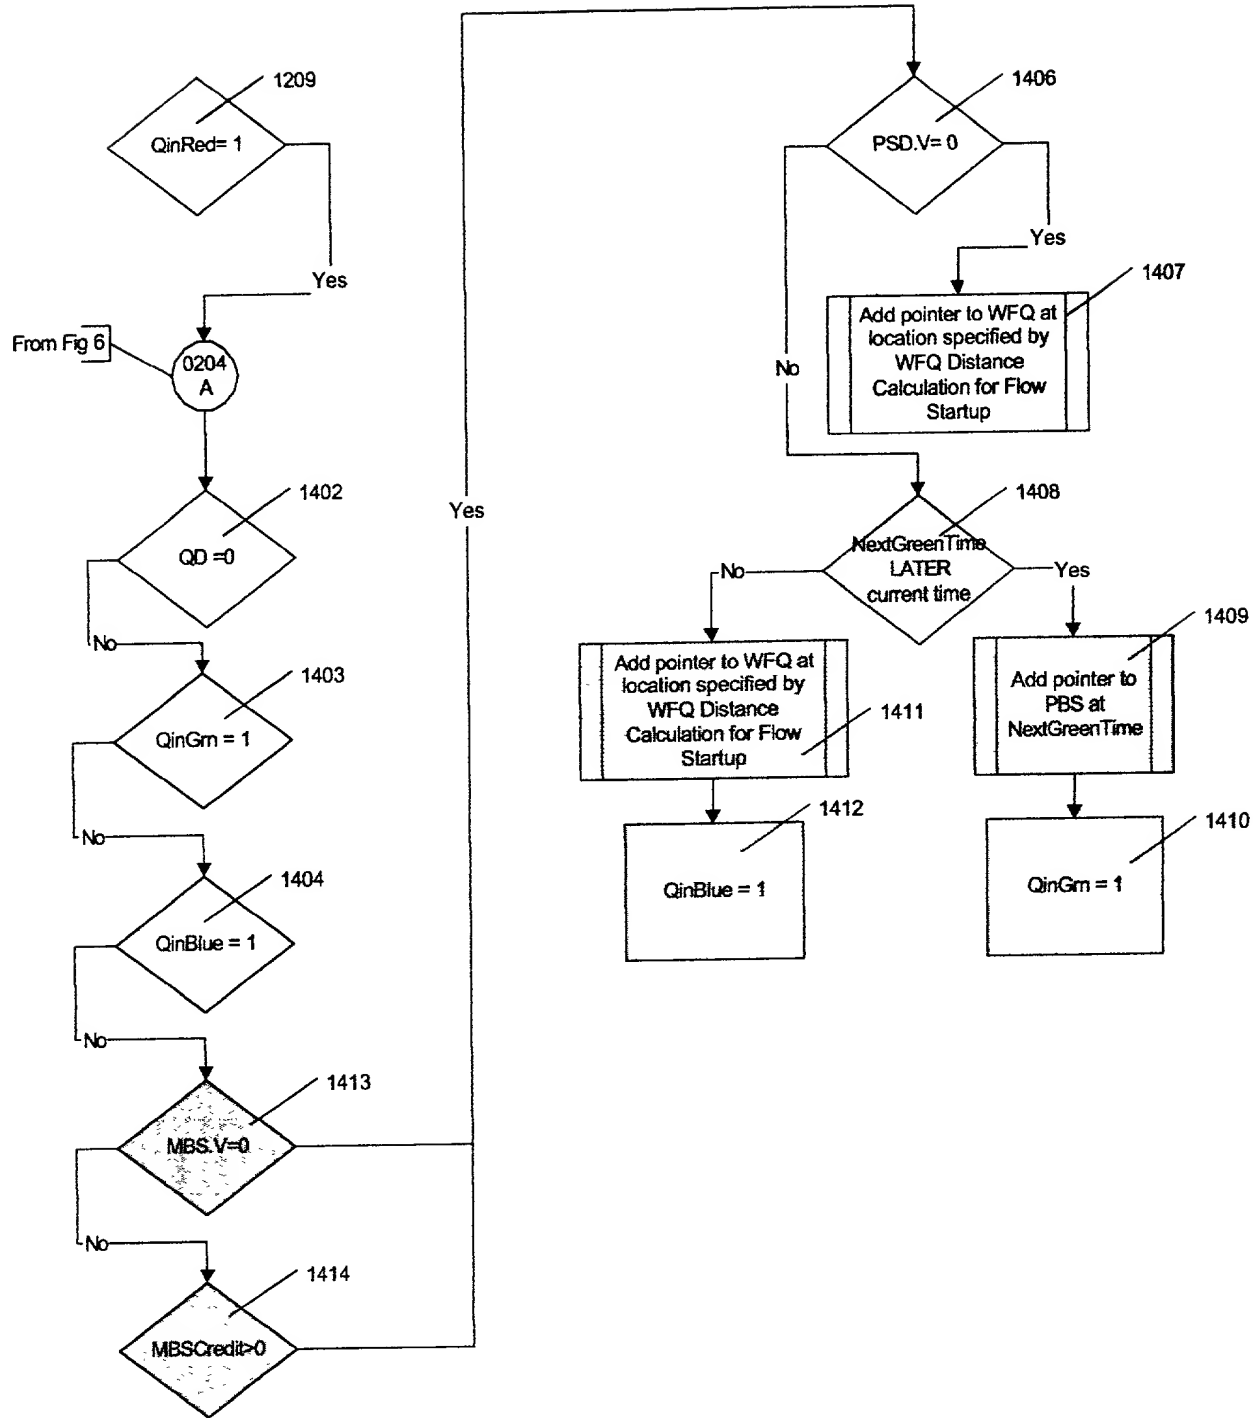 1209
QinRed= 1
Yes
From Fig 6
0204
A
1402
QD =0
No
1403
QinGrn = 1
No
1404
QinBlue = 1
No
1413
MBS.V=0
No
1414
MBSCredit>0
Yes
1406
PSD.V= 0
Yes
No
1407
Add pointer to WFQ at
location specified by
WFQ Distance
Calculation for Flow
Startup
1408
NextGreenTime
LATER
current time
No
Yes
1411
Add pointer to WFQ at
location specified by
WFQ Distance
Calculation for Flow
Startup
1409
Add pointer to
PBS at
NextGreenTime
1412
QinBlue = 1
1410
QinGrn = 1